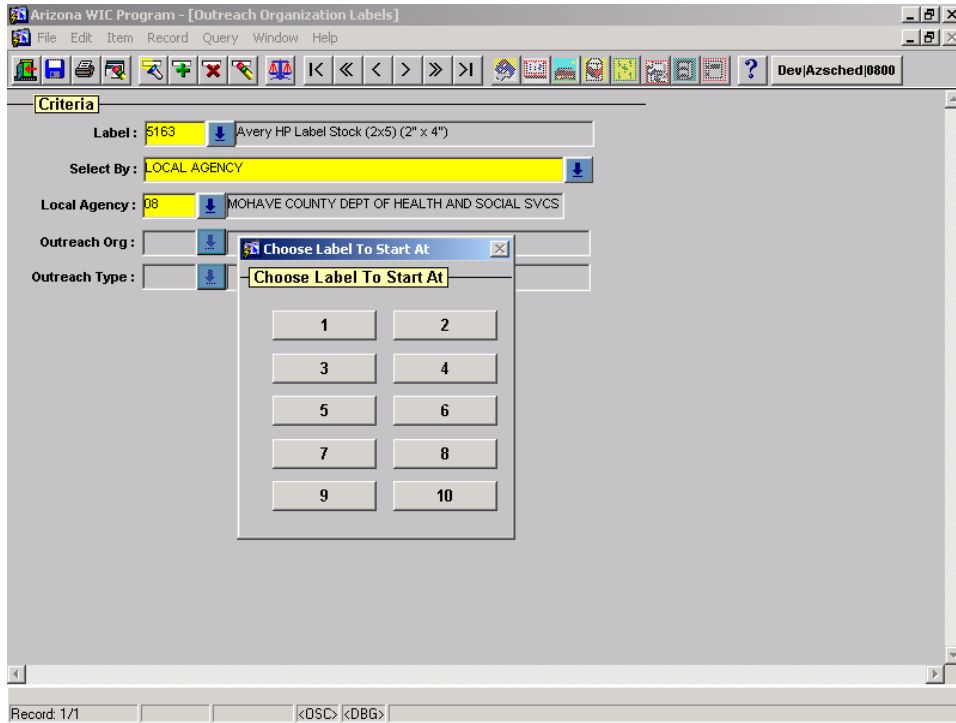 Arizona WIC Program - [Outreach Organization Labels]
File Edit Item Record Query Window Help
? Dev|Azsched|0800
Criteria
Label : 5163 Avery HP Label Stock (2x5) (2" x 4")
Select By : LOCAL AGENCY
Local Agency : 08 MOHAVE COUNTY DEPT OF HEALTH AND SOCIAL SVCS
Outreach Org :
Outreach Type :
Choose Label To Start At
Choose Label To Start At
1 2
3 4
5 6
7 8
9 10
Record: 1/1 <OSC> <DBG>